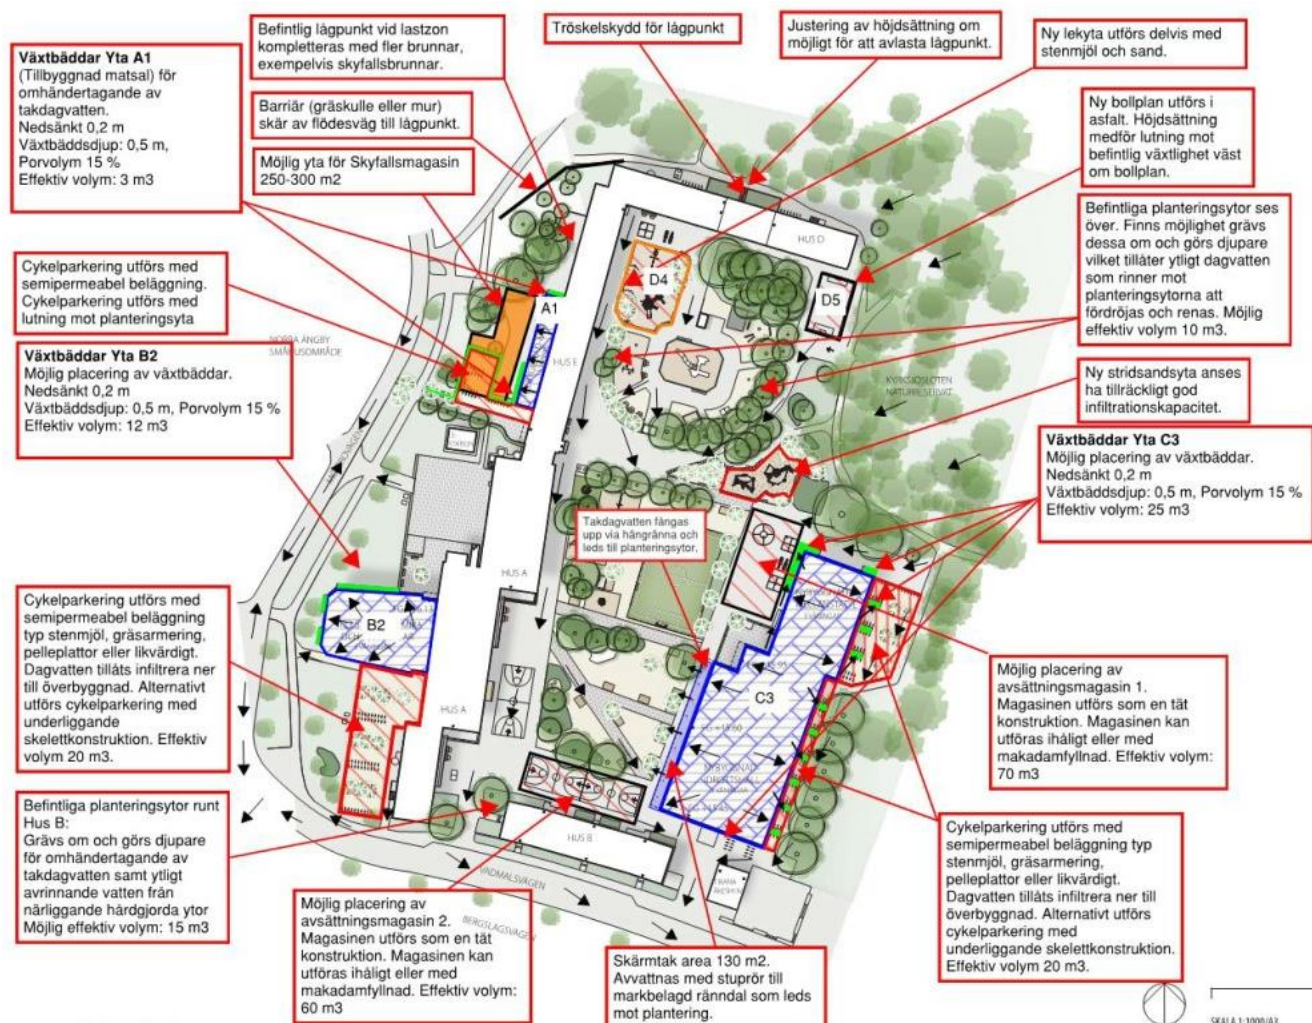 Växtbäddar Yta A1
(Tillbyggnad matsal) för
omhändertagande av
takdagvatten.
Nedsänkt 0,2 m
Växtbäddsdjup: 0,5 m,
Porvolym 15 %
Effektiv volym: 3 m3
Befintlig lågpunkt vid lastzon
kompletteras med fler brunnar,
exempelvis skyfallsbrunnar.
Barriär (gräskulle eller mur)
skär av flödesväg till lågpunkt.
Möjlig yta för Skyfallsmagasin
250-300 m2
Tröskelskydd för lågpunkt
Justering av höjdsättning om
möjligt för att avlasta lågpunkt.
Ny lekyta utförs delvis med
stenmjöl och sand.
Ny bollplan utförs i
asfalt. Höjdsättning
medför lutning mot
befintlig växtlighet väst
om bollplan.
Befintliga planteringsytor ses
över. Finns möjlighet grävs
dessa om och görs djupare
vilket tillåter ytligt dagvatten
som rinner mot
planteringsytorna att
fördröjas och renas. Möjlig
effektiv volym 10 m3.
Cykelparkering utförs med
semipermeabel beläggning.
Cykelparkering utförs med
lutning mot planteringsyta
Växtbäddar Yta B2
Möjlig placering av växtbäddar.
Nedsänkt 0,2 m
Växtbäddsdjup: 0,5 m, Porvolym 15 %
Effektiv volym: 12 m3
Ny stridsandsyta anses
ha tillräckligt god
infiltrationskapacitet.
Växtbäddar Yta C3
Möjlig placering av växtbäddar.
Nedsänkt 0,2 m
Växtbäddsdjup: 0,5 m, Porvolym 15 %
Effektiv volym: 25 m3
Takdagvatten fångas
upp via hängränna och
leds till planteringsytor.
Cykelparkering utförs med
semipermeabel beläggning
typ stenmjöl, gräsarmering,
pelleplattor eller likvärdigt.
Dagvatten tillåts infiltrera ner
till överbyggnad. Alternativt
utförs cykelparkering med
underliggande
skelettkonstruktion. Effektiv
volym 20 m3.
Möjlig placering av
avsättningsmagasin 1.
Magasinen utförs som en tät
konstruktion. Magasinen kan
utföras ihåligt eller med
makadamfyllnad. Effektiv volym:
70 m3
Befintliga planteringsytor runt
Hus B:
Grävs om och görs djupare
för omhändertagande av
takdagvatten samt ytligt
avrinnande vatten från
närliggande hårdgjorda ytor
Möjlig effektiv volym: 15 m3
Möjlig placering av
avsättningsmagasin 2.
Magasinen utförs som en tät
konstruktion. Magasinen kan
utföras ihåligt eller med
makadamfyllnad. Effektiv volym:
60 m3
Skärmtak area 130 m2.
Avvattnas med stuprör till
markbelagd ränndal som leds
mot plantering.
Cykelparkering utförs med
semipermeabel beläggning typ
stenmjöl, gräsarmering,
pelleplattor eller likvärdigt.
Dagvatten tillåts infiltrera ner till
överbyggnad. Alternativt utförs
cykelparkering med
underliggande skelettkonstruktion.
Effektiv volym 20 m3.
NORRA ÄNGBY
SMÅHUSOMRÅDE
KYRKSJÖLÖTEN
NATURRESERVAT
HUS D
D4
D5
A1
HUS E
HUS A
B2
HUS A
C3
HUS B
VADMALSVÄGEN
BERGSLAGSVÄGEN
SKALA 1:1000/A3